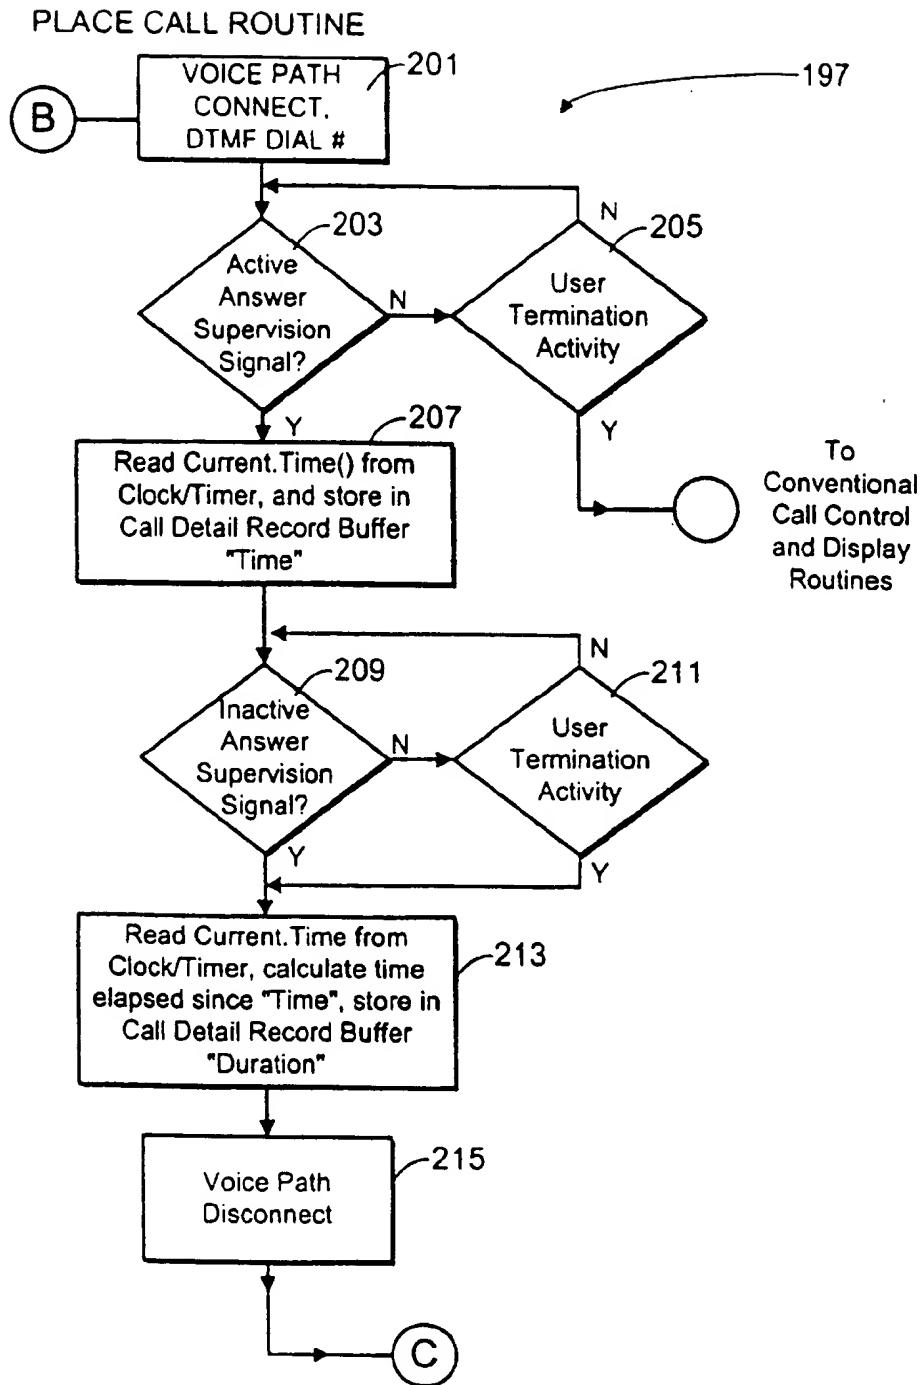 PLACE CALL ROUTINE
201
VOICE PATH
CONNECT,
DTMF DIAL #
197
B
203
Active
Answer
Supervision
Signal?
N
Y
205
User
Termination
Activity
N
Y
To
Conventional
Call Control
and Display
Routines
207
Read Current.Time() from
Clock/Timer, and store in
Call Detail Record Buffer
"Time"
209
Inactive
Answer
Supervision
Signal?
N
Y
211
User
Termination
Activity
N
Y
213
Read Current.Time from
Clock/Timer, calculate time
elapsed since "Time", store in
Call Detail Record Buffer
"Duration"
215
Voice Path
Disconnect
C